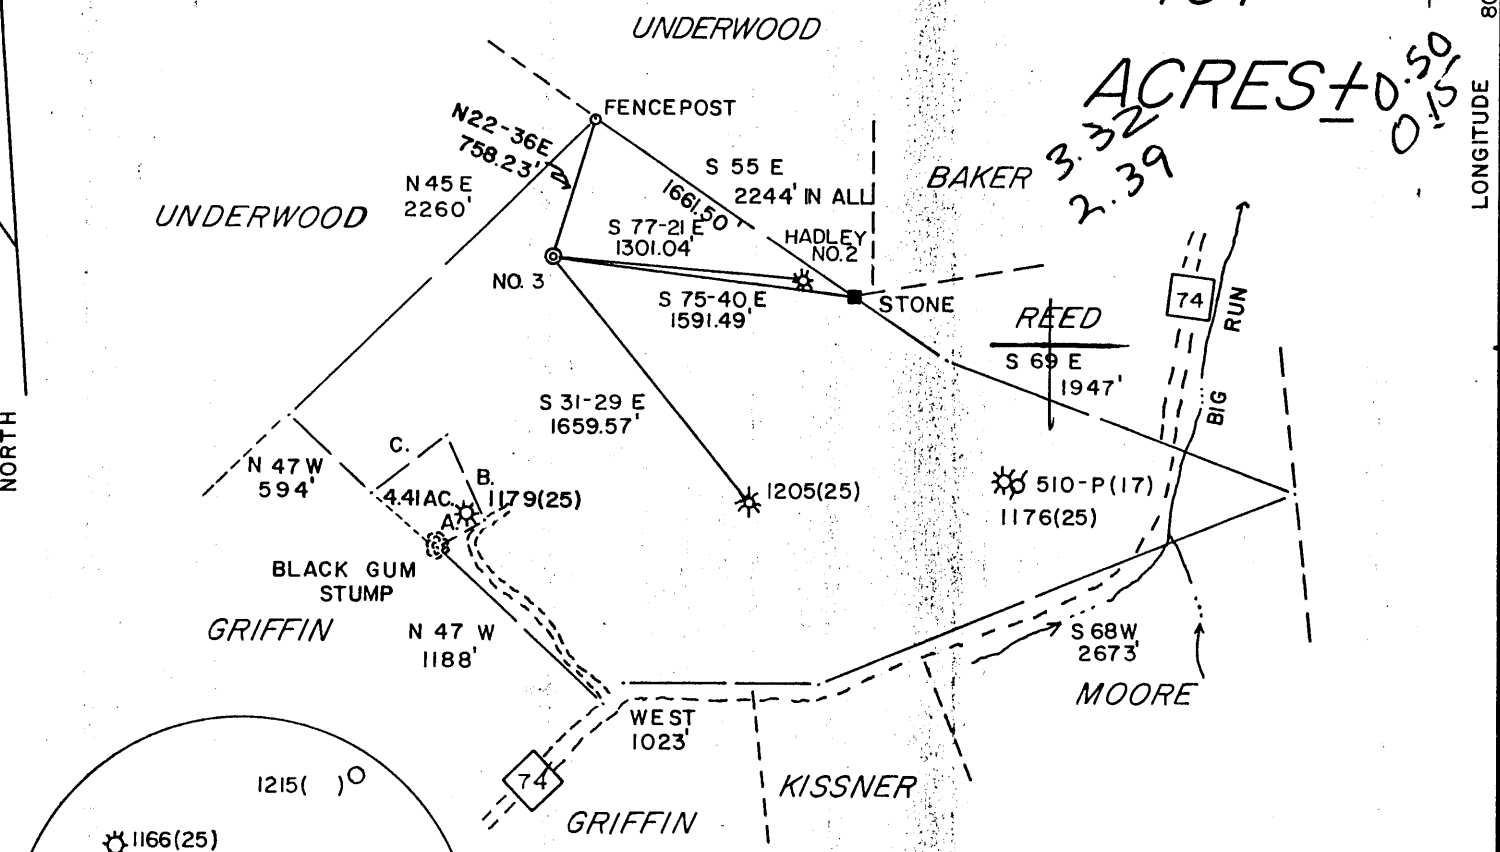 UNDERWOOD
ACRES ±
0.50
0.15
3.32
2.39
LONGITUDE
80
FENCEPOST
N22-36E
758.23'
S 55 E
2244' IN ALL
1661.50'
BAKER
N 45 E
2260'
UNDERWOOD
S 77-21 E
1301.04'
HADLEY
NO.2
NO. 3
S 75-40 E
1591.49'
STONE
74
RUN
REED
S 69 E
1947'
BIG
S 31-29 E
1659.57'
NORTH
C.
N 47 W
594'
B.
4.41 AC.
1179(25)
A.
1205(25)
510-P(17)
1176(25)
BLACK GUM
STUMP
GRIFFIN
N 47 W
1188'
S 68W
2673'
MOORE
WEST
1023'
74
KISSNER
GRIFFIN
1215( )
1166(25)